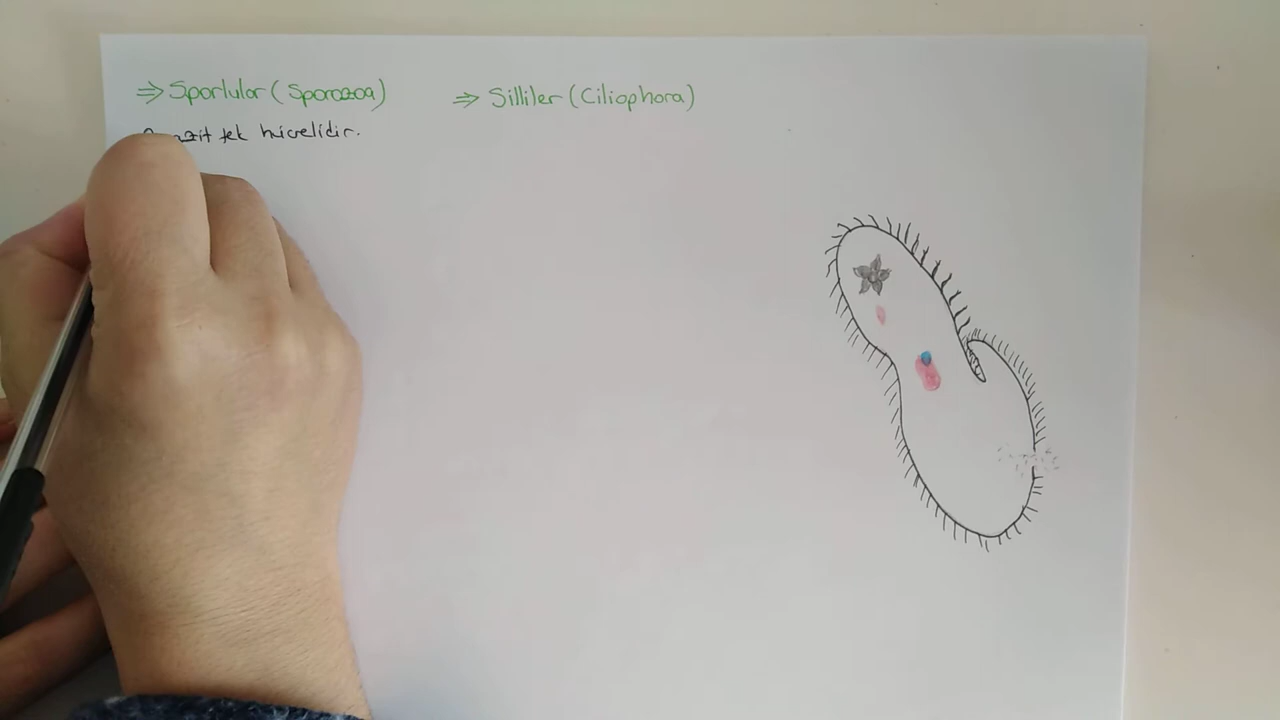 ⇒ Sporlular (Sporozoa)
⇒ Silliler (Ciliophora)
tek hücrelidir.